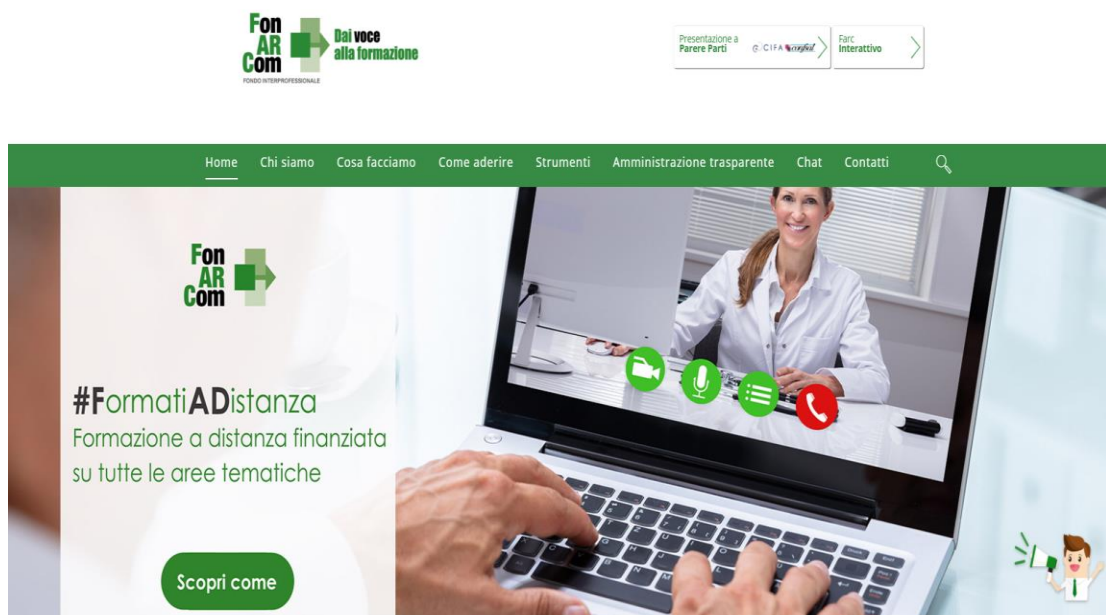 Fon
AR
Com
FONDO INTERPROFESSIONALE
Dai voce
alla formazione
Presentazione a
Parere Parti
CIFA confsal
Farc
Interattivo
Home Chi siamo Cosa facciamo Come aderire Strumenti Amministrazione trasparente Chat Contatti
Fon
AR
Com
#FormatiADistanza
Formazione a distanza finanziata
su tutte le aree tematiche
Scopri come